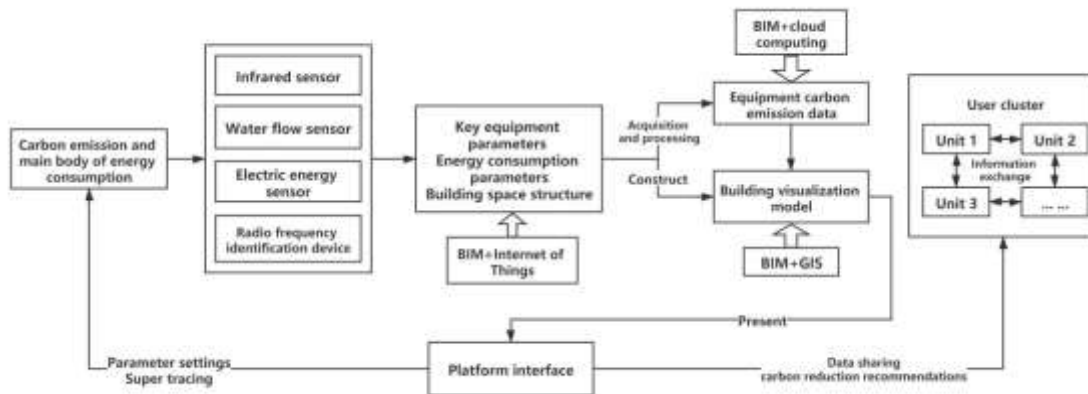 BIM+cloud
computing
Infrared sensor
Water flow sensor
Electric energy
sensor
Radio frequency
identification device
Carbon emission and
main body of energy
consumption
Key equipment
parameters
Energy consumption
parameters
Building space structure
BIM+Internet of
Things
Acquisition
and processing
Construct
Equipment carbon
emission data
Building visualization
model
BIM+GIS
User cluster
Unit 1
Unit 2
Information
exchange
Unit 3
... ...
Present
Parameter settings
Super tracing
Platform interface
Data sharing
carbon reduction recommendations